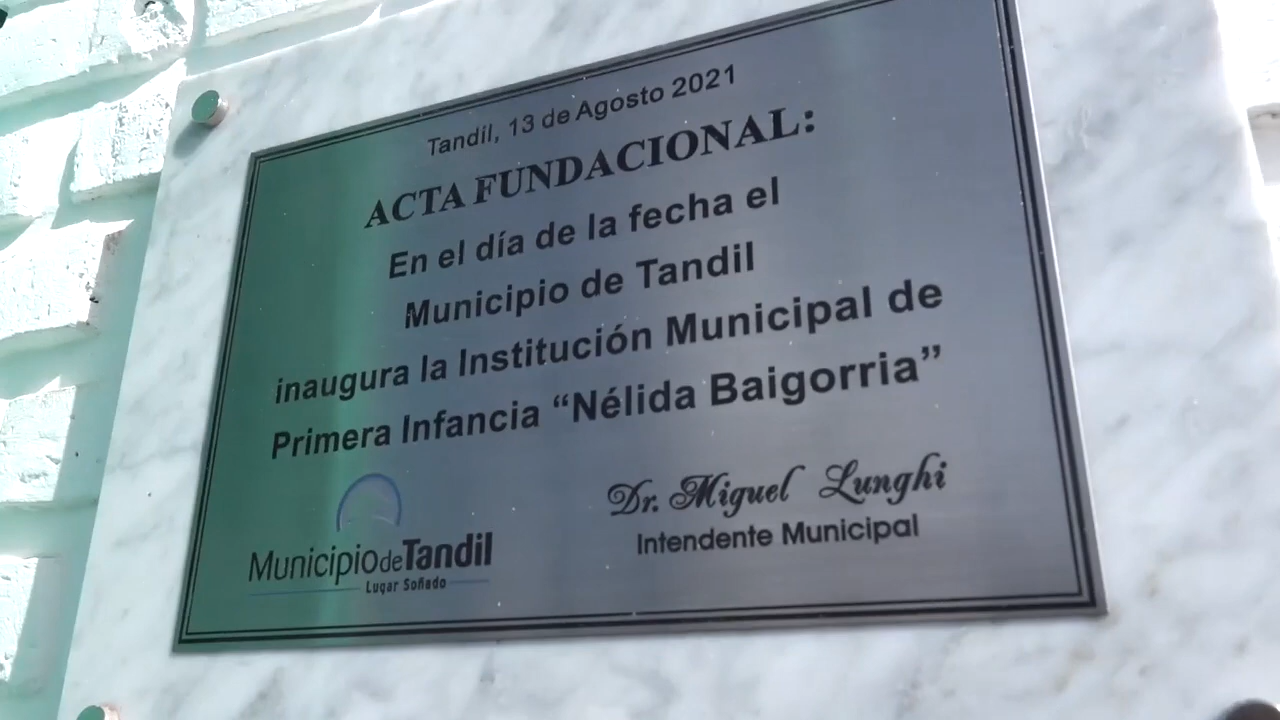 Tandil, 13 de Agosto 2021
ACTA FUNDACIONAL:
En el día de la fecha el
Municipio de Tandil
inaugura la Institución Municipal de
Primera Infancia “Nélida Baigorria”
Dr. Miguel Lunghi
Intendente Municipal
MunicipiodeTandil
Lugar Soñado